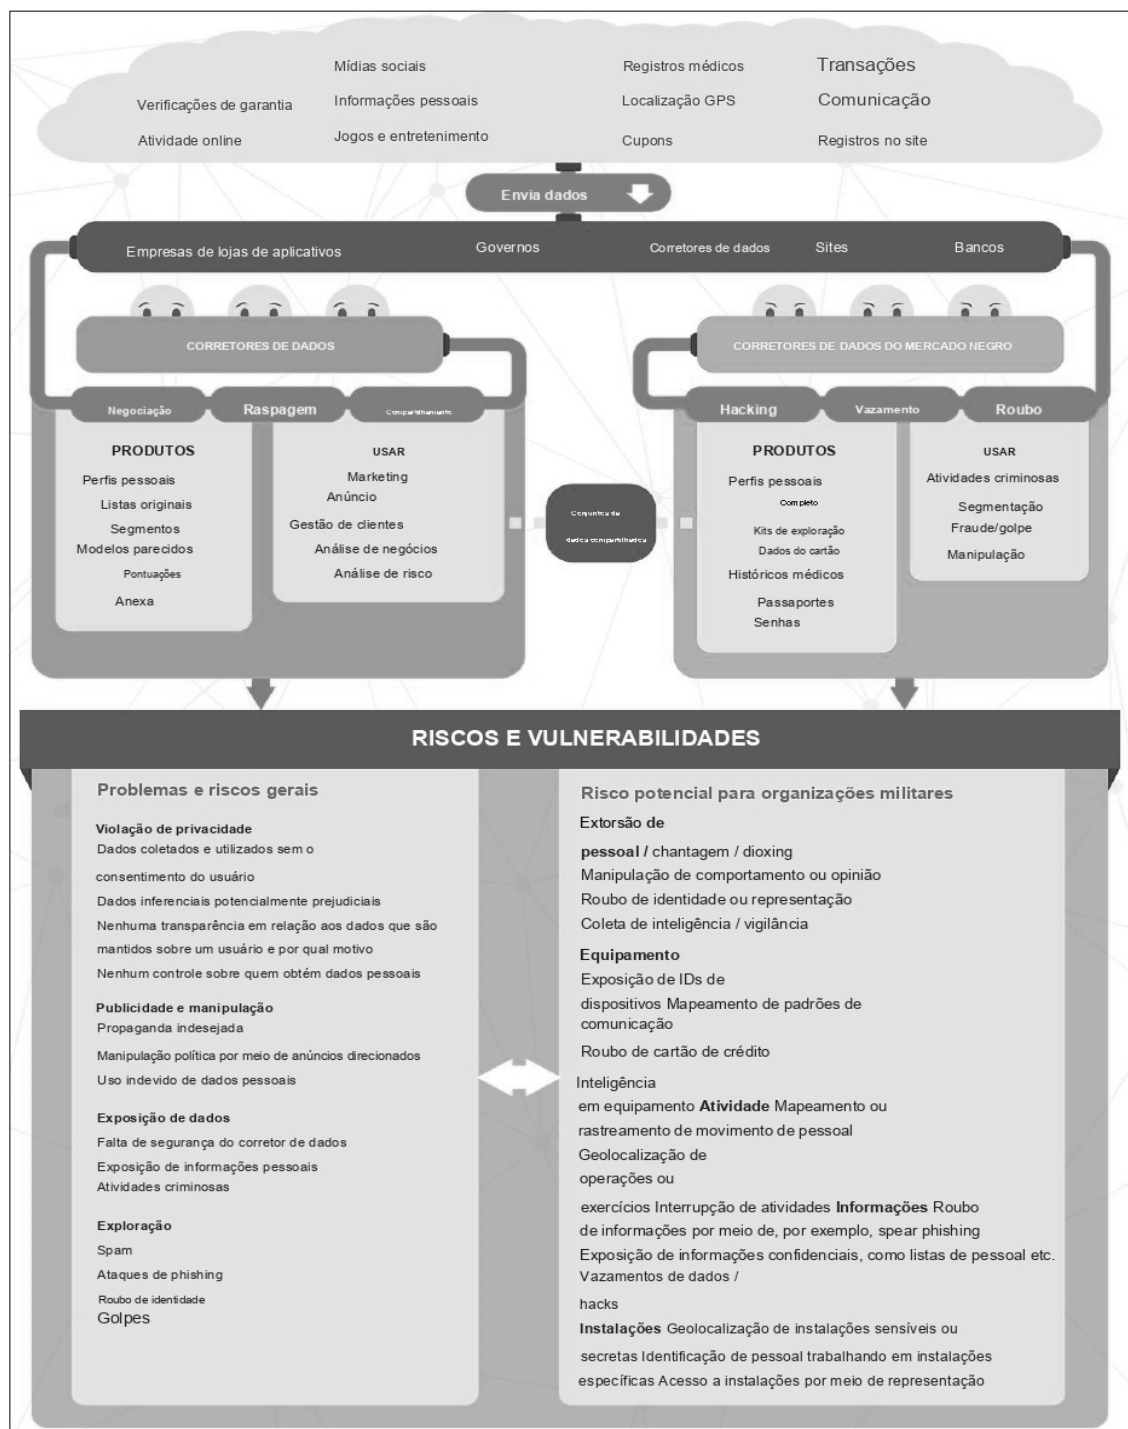 Mídias sociais
Registros médicos
Transações
Verificações de garantia
Informações pessoais
Localização GPS
Comunicação
Atividade online
Jogos e entretenimento
Cupons
Registros no site
Envia dados
Empresas de lojas de aplicativos
Governos
Corretores de dados
Sites
Bancos
CORRETORES DE DADOS
Negociação
Raspagem
Compartilhamento
PRODUTOS
Perfis pessoais
Listas originais
Segmentos
Modelos parecidos
Pontuações
Anexa
USAR
Marketing
Anúncio
Gestão de clientes
Análise de negócios
Análise de risco
Conjuntos de
dados compartilhados
CORRETORES DE DADOS DO MERCADO NEGRO
Hacking
Vazamento
Roubo
PRODUTOS
Perfis pessoais
Completo
Kits de exploração
Dados do cartão
Históricos médicos
Passaportes
Senhas
USAR
Atividades criminosas
Segmentação
Fraude/golpe
Manipulação
RISCOS E VULNERABILIDADES
Problemas e riscos gerais
Violação de privacidade
Dados coletados e utilizados sem o
consentimento do usuário
Dados inferenciais potencialmente prejudiciais
Nenhuma transparência em relação aos dados que são
mantidos sobre um usuário e por qual motivo
Nenhum controle sobre quem obtém dados pessoais
Publicidade e manipulação
Propaganda indesejada
Manipulação política por meio de anúncios direcionados
Uso indevido de dados pessoais
Exposição de dados
Falta de segurança do corretor de dados
Exposição de informações pessoais
Atividades criminosas
Exploração
Spam
Ataques de phishing
Roubo de identidade
Golpes
Risco potencial para organizações militares
Extorsão de
pessoal / chantagem / dioxing
Manipulação de comportamento ou opinião
Roubo de identidade ou representação
Coleta de inteligência / vigilância
Equipamento
Exposição de IDs de
dispositivos Mapeamento de padrões de
comunicação
Roubo de cartão de crédito
Inteligência
em equipamento Atividade Mapeamento ou
rastreamento de movimento de pessoal
Geolocalização de
operações ou
exercícios Interrupção de atividades Informações Roubo
de informações por meio de, por exemplo, spear phishing
Exposição de informações confidenciais, como listas de pessoal etc.
Vazamentos de dados /
hacks
Instalações Geolocalização de instalações sensíveis ou
secretas Identificação de pessoal trabalhando em instalações
específicas Acesso a instalações por meio de representação